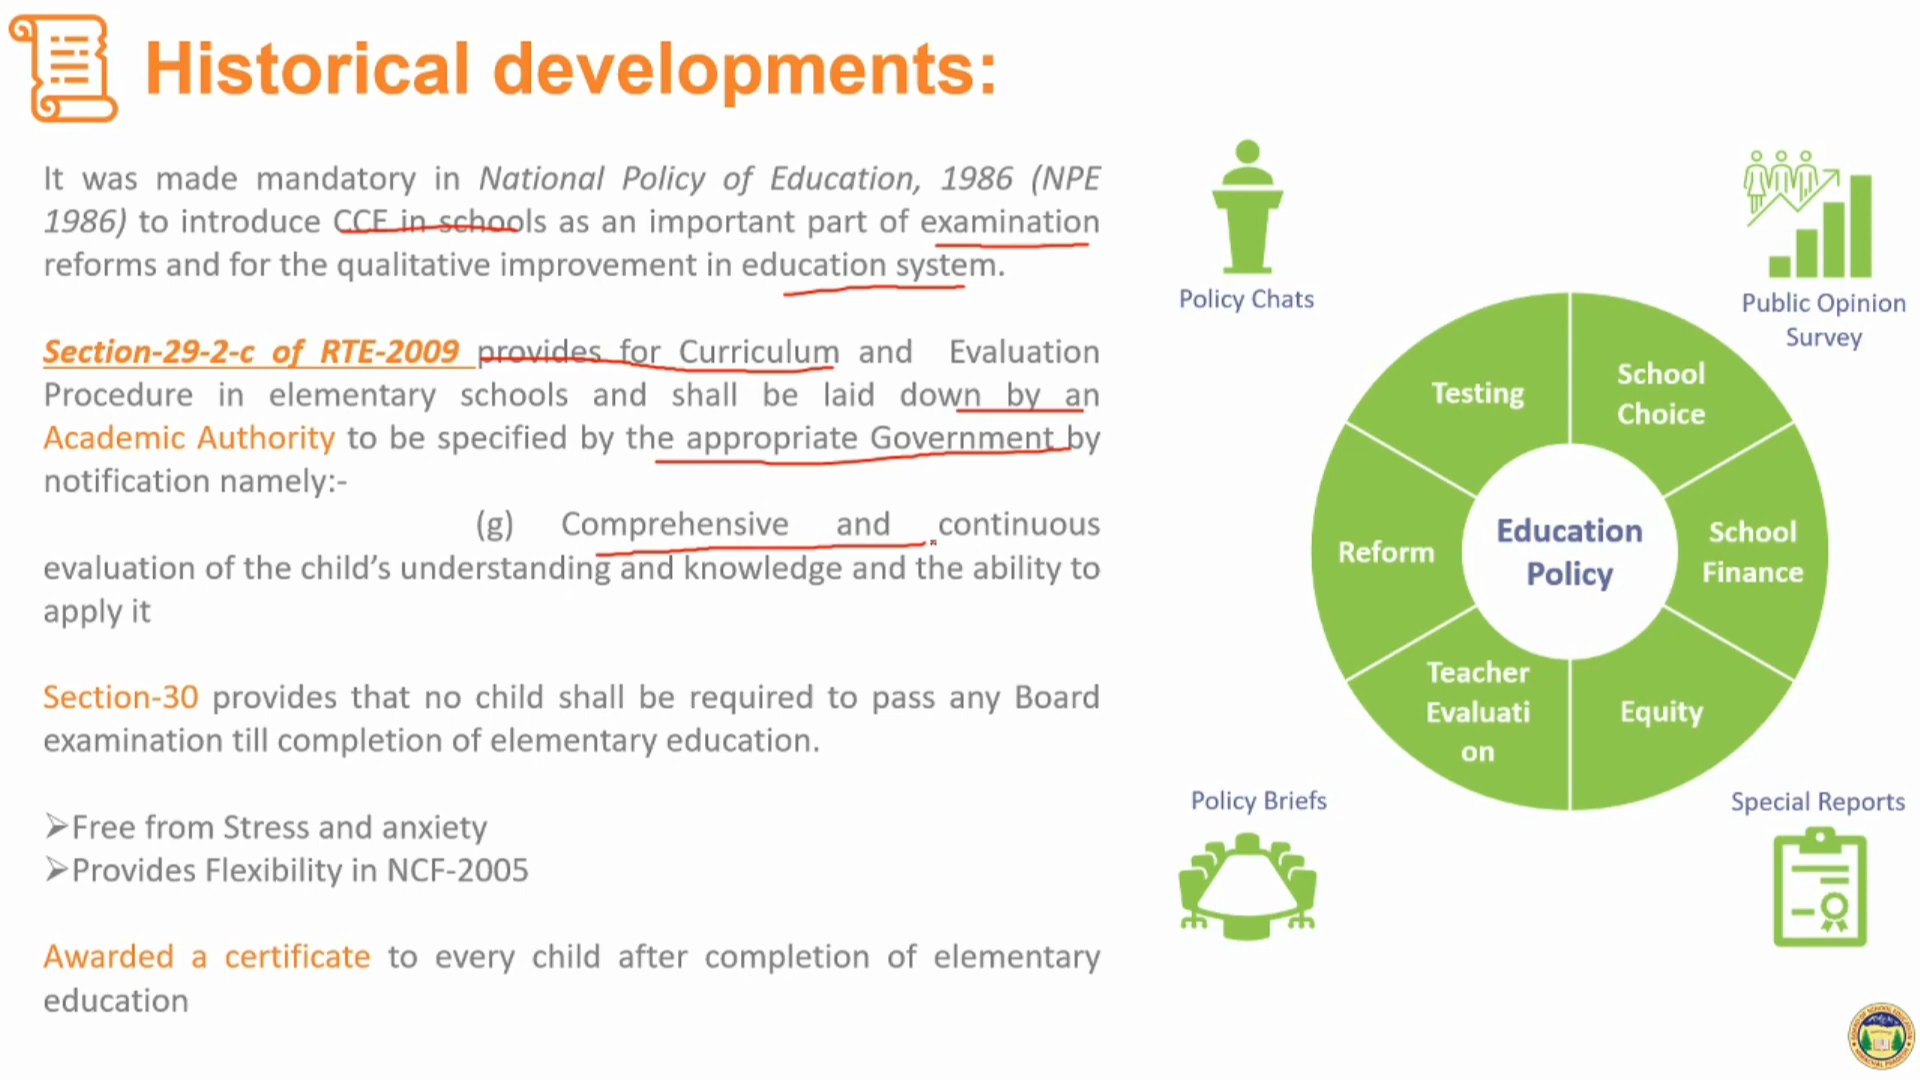 Historical developments:
It was made mandatory in National Policy of Education, 1986 (NPE
1986) to introduce CCE in schools as an important part of examination
reforms and for the qualitative improvement in education system.
Section-29-2-c of RTE-2009 provides for Curriculum and Evaluation
Procedure in elementary schools and shall be laid down by an
Academic Authority to be specified by the appropriate Government by
notification namely:-
(g) Comprehensive and continuous
evaluation of the child's understanding and knowledge and the ability to
apply it
Section-30 provides that no child shall be required to pass any Board
examination till completion of elementary education.
➢Free from Stress and anxiety
➢Provides Flexibility in NCF-2005
Awarded a certificate to every child after completion of elementary
education
Policy Chats
Public Opinion
Survey
Testing
School
Choice
Reform
Education
Policy
School
Finance
Teacher
Evaluati
on
Equity
Policy Briefs
Special Reports